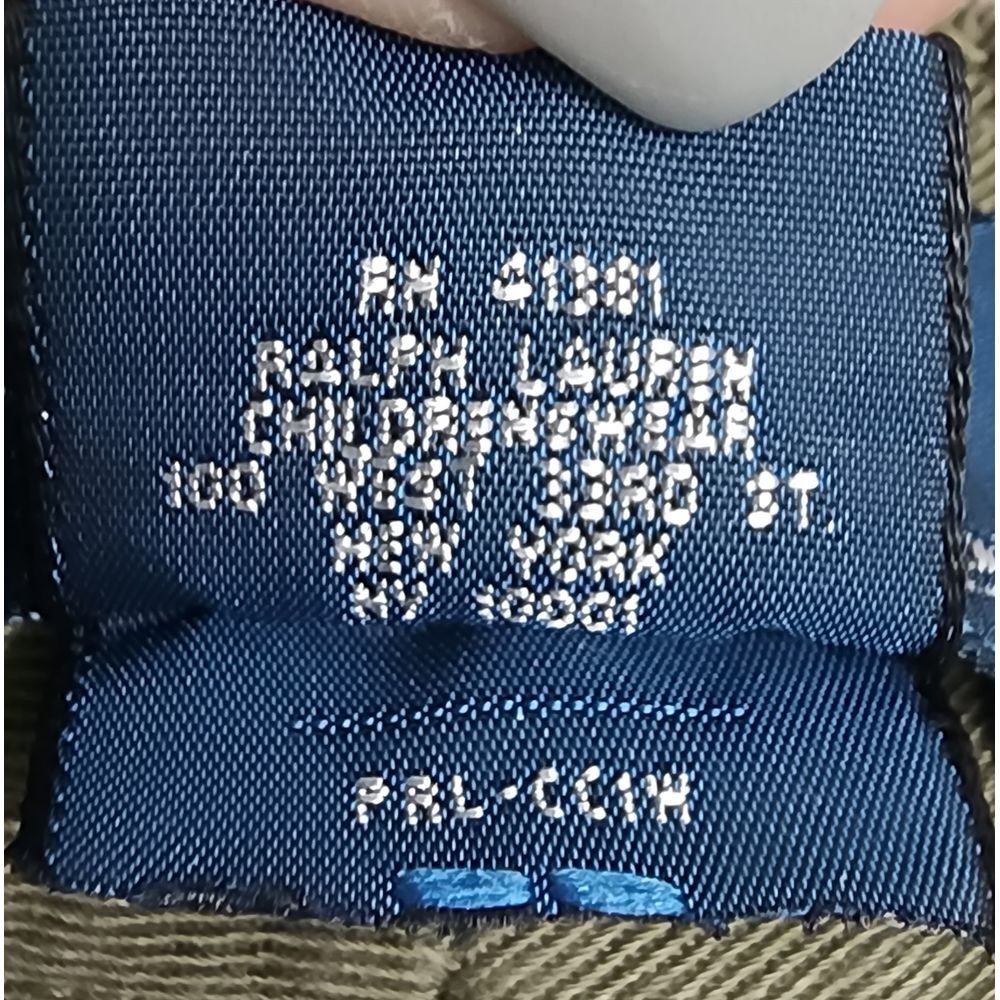 RN 41381
RALPH LAUREN
CHILDRENSWEAR
100 WEST 33RD ST.
NEW YORK
NY 10001
PRL-CC1W